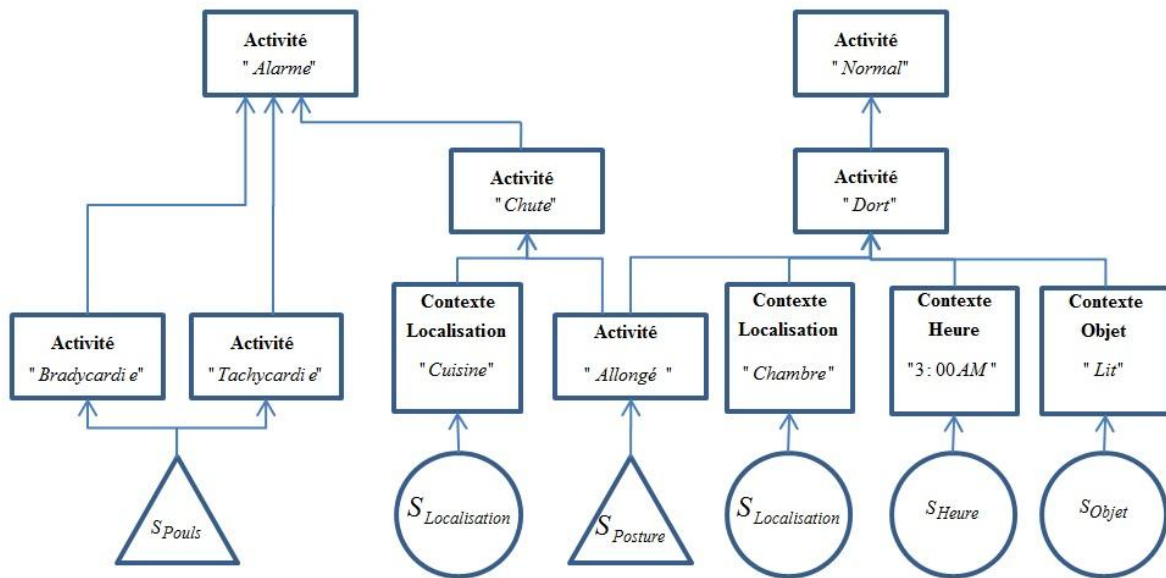 Activité
"Alarme"
Activité
"Normal"
Activité
"Chute"
Activité
"Dort"
Activité
"Bradycardi e"
Activité
"Tachycardi e"
Contexte
Localisation
"Cuisine"
Activité
"Allongé "
Contexte
Localisation
"Chambre"
Contexte
Heure
"3:00AM"
Contexte
Objet
"Lit"
S Pouls
S Localisation
S Posture
S Localisation
S Heure
S Objet